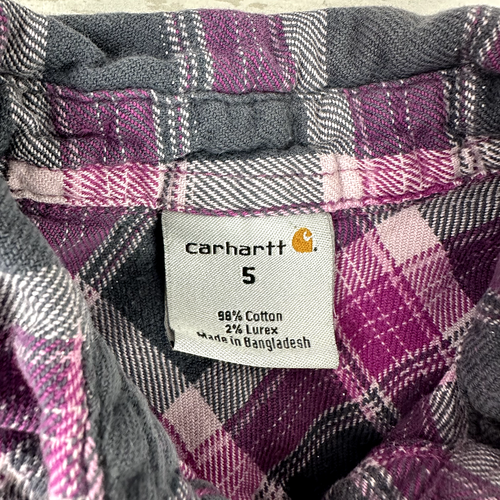 carhartt
5
98% Cotton
2% Lurex
Made in Bangladesh